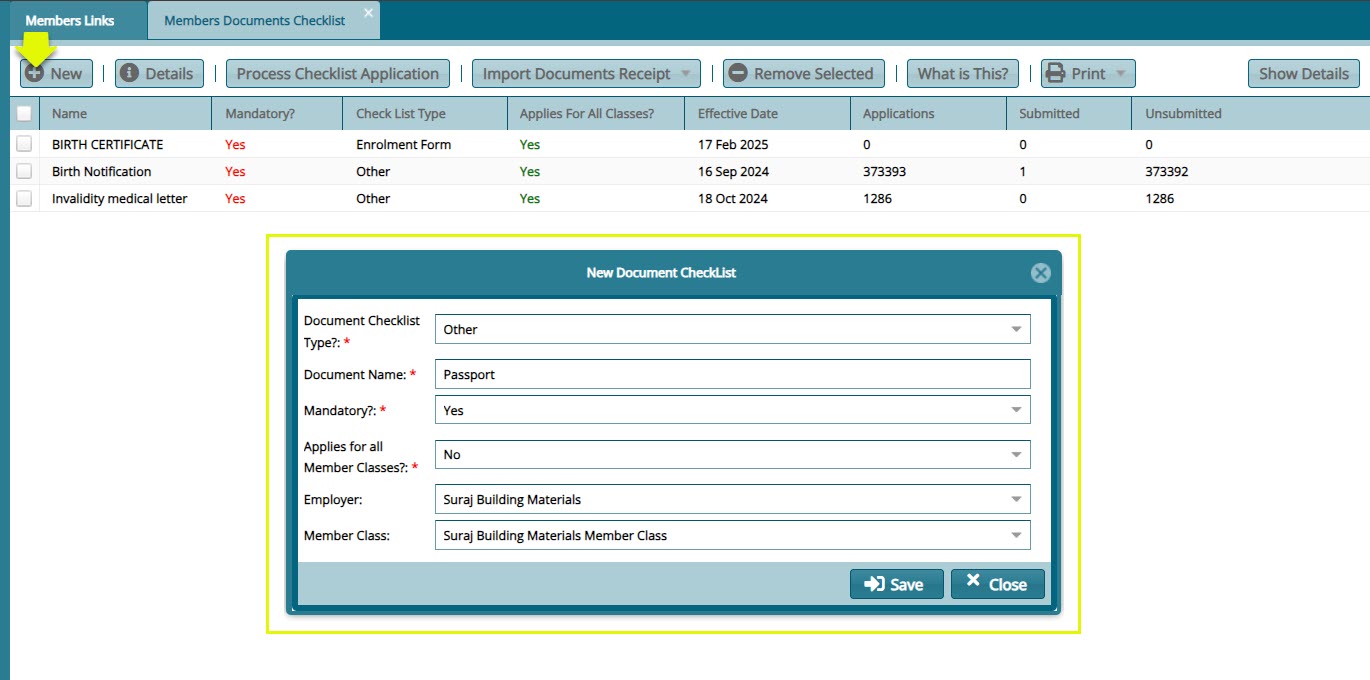 Members Links Members Documents Checklist
New Details Process Checklist Application Import Documents Receipt Remove Selected What is This? Print Show Details
Name Mandatory? Check List Type Applies For All Classes? Effective Date Applications Submitted Unsubmitted
BIRTH CERTIFICATE Yes Enrolment Form Yes 17 Feb 2025 0 0 0
Birth Notification Yes Other Yes 16 Sep 2024 373393 1 373392
Invalidity medical letter Yes Other Yes 18 Oct 2024 1286 0 1286
New Document CheckList
Document Checklist
Type?: * Other
Document Name: * Passport
Mandatory?: * Yes
Applies for all
Member Classes?: * No
Employer: Suraj Building Materials
Member Class: Suraj Building Materials Member Class
Save Close